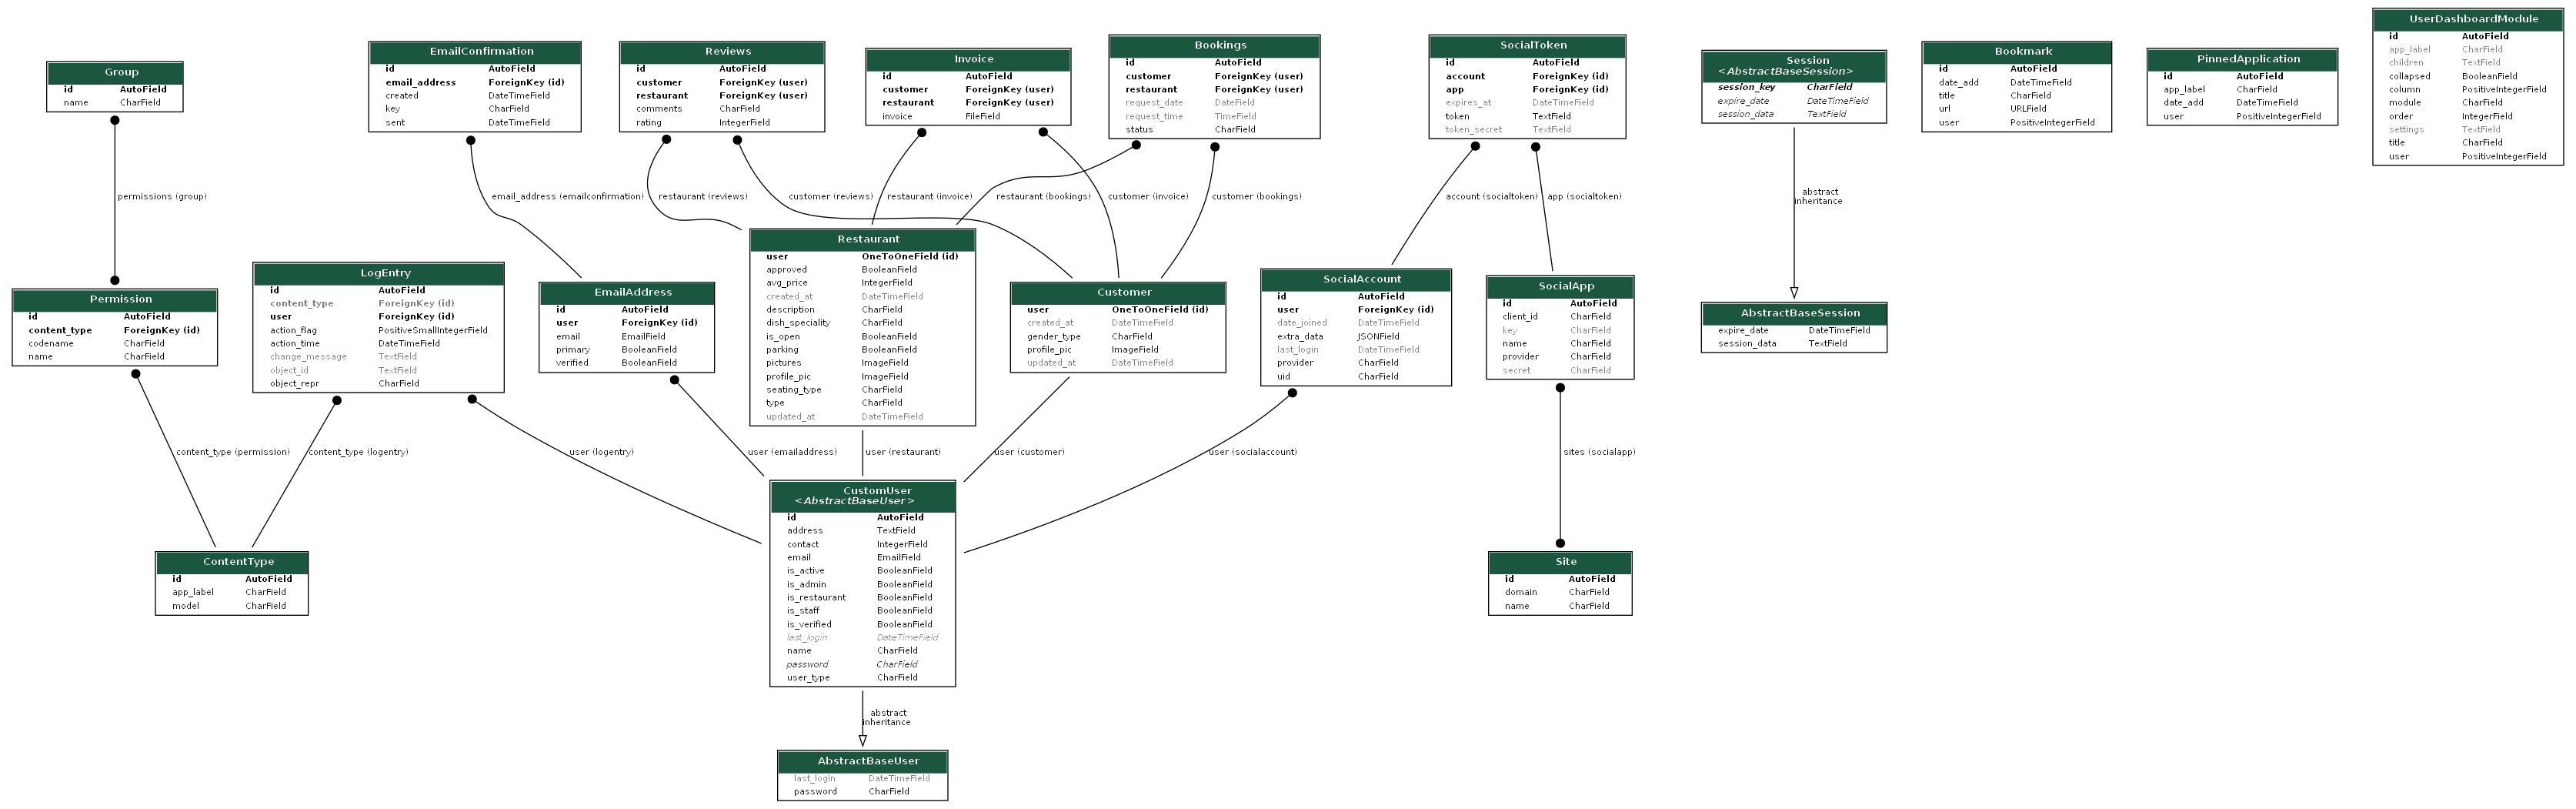 Group
id AutoField
name CharField
EmailConfirmation
id AutoField
email_address ForeignKey (id)
created DateTimeField
key CharField
sent DateTimeField
Reviews
id AutoField
customer ForeignKey (user)
restaurant ForeignKey (user)
comments CharField
rating IntegerField
Invoice
id AutoField
customer ForeignKey (user)
restaurant ForeignKey (user)
invoice FileField
Bookings
id AutoField
customer ForeignKey (user)
restaurant ForeignKey (user)
request_date DateField
request_time TimeField
status CharField
SocialToken
id AutoField
account ForeignKey (id)
app ForeignKey (id)
expires_at DateTimeField
token TextField
token_secret TextField
Session
<AbstractBaseSession>
session_key CharField
expire_date DateTimeField
session_data TextField
Bookmark
id AutoField
date_add DateTimeField
title CharField
url URLField
user PositiveIntegerField
PinnedApplication
id AutoField
app_label CharField
date_add DateTimeField
user PositiveIntegerField
UserDashboardModule
id AutoField
app_label CharField
children TextField
collapsed BooleanField
column PositiveIntegerField
module CharField
order IntegerField
settings TextField
title CharField
user PositiveIntegerField
permissions (group)
email_address (emailconfirmation)
restaurant (reviews)
customer (reviews)
restaurant (invoice)
restaurant (bookings)
customer (invoice)
customer (bookings)
account (socialtoken)
app (socialtoken)
abstract
inheritance
Permission
id AutoField
content_type ForeignKey (id)
codename CharField
name CharField
LogEntry
id AutoField
content_type ForeignKey (id)
user ForeignKey (id)
action_flag PositiveSmallIntegerField
action_time DateTimeField
change_message TextField
object_id TextField
object_repr CharField
EmailAddress
id AutoField
user ForeignKey (id)
email EmailField
primary BooleanField
verified BooleanField
Restaurant
user OneToOneField (id)
approved BooleanField
avg_price IntegerField
created_at DateTimeField
description CharField
dish_speciality CharField
is_open BooleanField
parking BooleanField
pictures ImageField
profile_pic ImageField
seating_type CharField
type CharField
updated_at DateTimeField
Customer
user OneToOneField (id)
created_at DateTimeField
gender_type CharField
profile_pic ImageField
updated_at DateTimeField
SocialAccount
id AutoField
user ForeignKey (id)
date_joined DateTimeField
extra_data JSONField
last_login DateTimeField
provider CharField
uid CharField
SocialApp
id AutoField
client_id CharField
key CharField
name CharField
provider CharField
secret CharField
AbstractBaseSession
expire_date DateTimeField
session_data TextField
content_type (permission)
content_type (logentry)
user (logentry)
user (emailaddress)
user (restaurant)
user (customer)
user (socialaccount)
sites (socialapp)
ContentType
id AutoField
app_label CharField
model CharField
CustomUser
<AbstractBaseUser>
id AutoField
address TextField
contact IntegerField
email EmailField
is_active BooleanField
is_admin BooleanField
is_restaurant BooleanField
is_staff BooleanField
is_verified BooleanField
last_login DateTimeField
name CharField
password CharField
user_type CharField
Site
id AutoField
domain CharField
name CharField
abstract
inheritance
AbstractBaseUser
last_login DateTimeField
password CharField